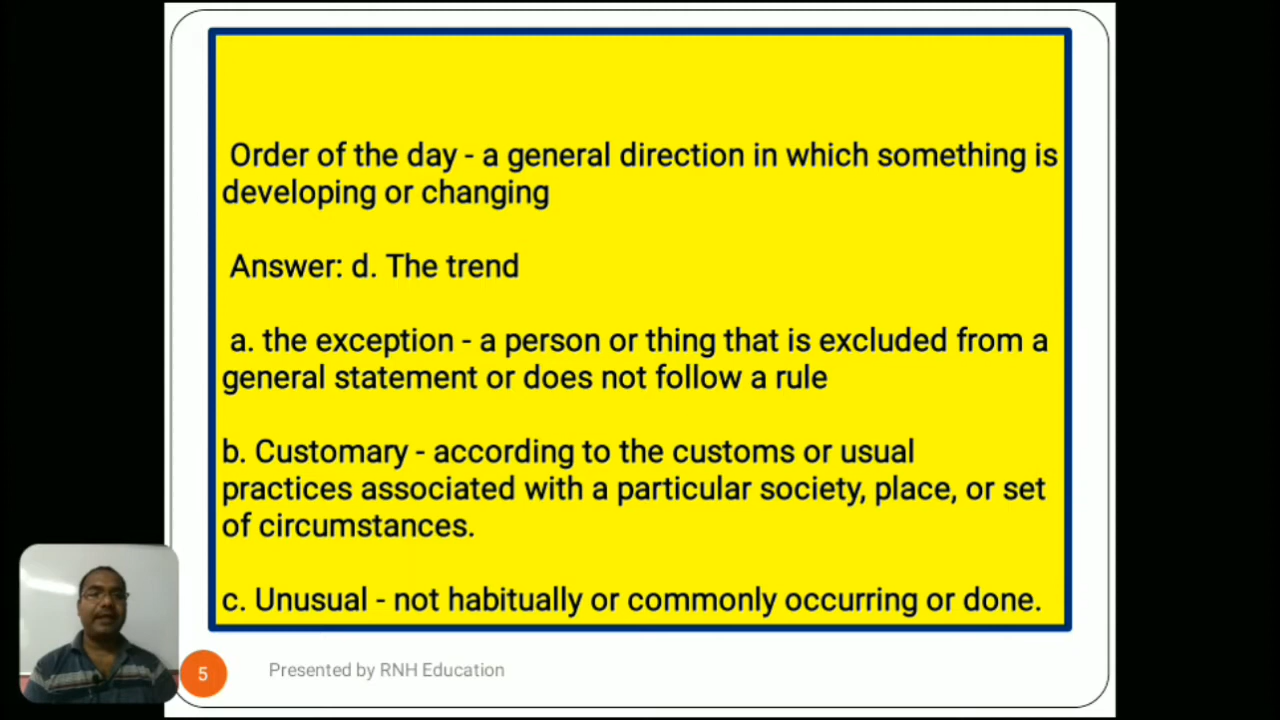 Order of the day - a general direction in which something is
developing or changing
Answer: d. The trend
a. the exception - a person or thing that is excluded from a
general statement or does not follow a rule
b. Customary - according to the customs or usual
practices associated with a particular society, place, or set
of circumstances.
c. Unusual - not habitually or commonly occurring or done.
5
Presented by RNH Education